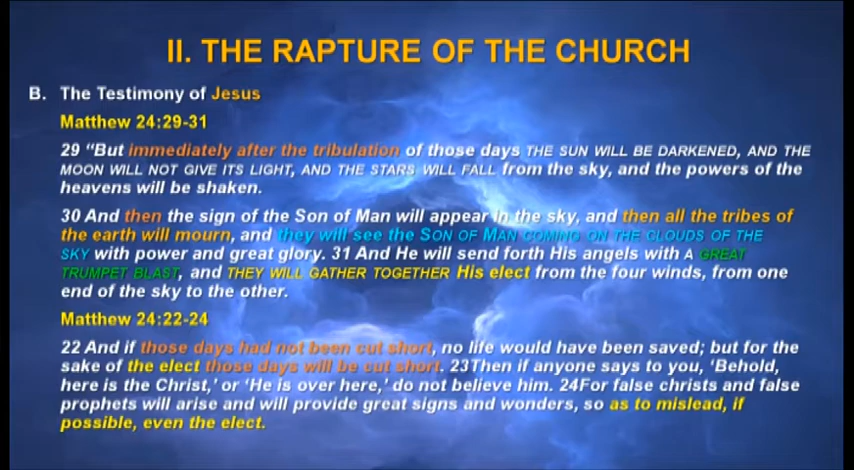 II. THE RAPTURE OF THE CHURCH
B. The Testimony of Jesus
Matthew 24:29-31
29 "But immediately after the tribulation of those days THE SUN WILL BE DARKENED, AND THE
MOON WILL NOT GIVE ITS LIGHT, AND THE STARS WILL FALL from the sky, and the powers of the
heavens will be shaken.
30 And then the sign of the Son of Man will appear in the sky, and then all the tribes of
the earth will mourn, and they will see the SON OF MAN COMING ON THE CLOUDS OF THE
SKY with power and great glory. 31 And He will send forth His angels with A GREAT
TRUMPET BLAST, and THEY WILL GATHER TOGETHER His elect from the four winds, from one
end of the sky to the other.
Matthew 24:22-24
22 And if those days had not been cut short, no life would have been saved; but for the
sake of the elect those days will be cut short. 23Then if anyone says to you, 'Behold,
here is the Christ,' or 'He is over here,' do not believe him. 24For false christs and false
prophets will arise and will provide great signs and wonders, so as to mislead, if
possible, even the elect.